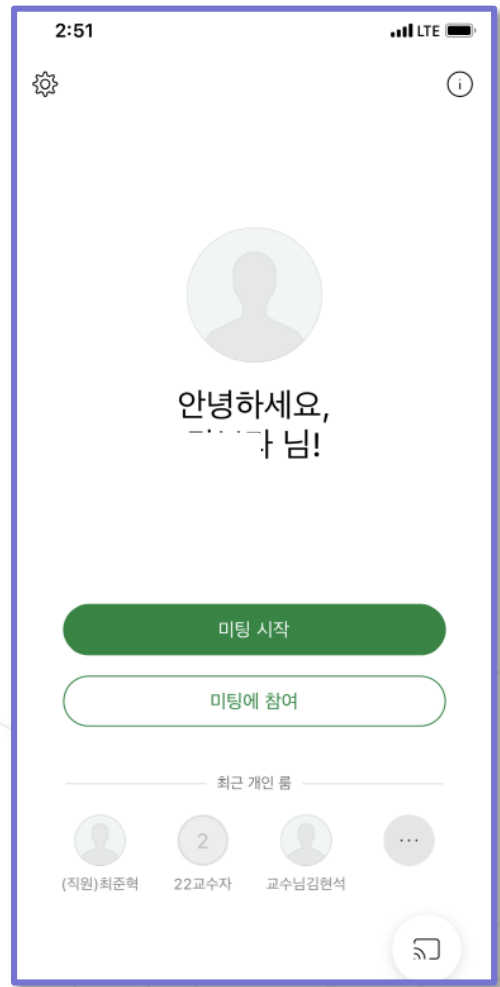 2:51
LTE
안녕하세요,
님!
미팅 시작
미팅에 참여
최근 개인 룸
2
(직원)최준혁
22교수자
교수님김현석